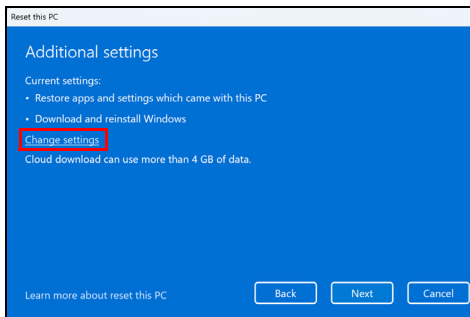 Reset this PC
Additional settings
Current settings:
• Restore apps and settings which came with this PC
• Download and reinstall Windows
Change settings
Cloud download can use more than 4 GB of data.
Learn more about reset this PC
Back
Next
Cancel